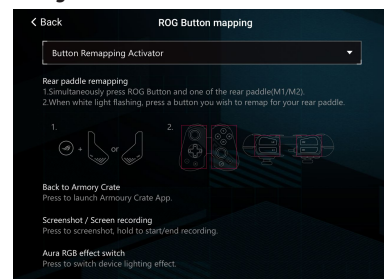 Back
ROG Button mapping
Button Remapping Activator
Rear paddle remapping
1.Simultaneously press ROG Button and one of the rear paddle(M1/M2).
2.When white light flashing, press a button you wish to remap for your rear paddle.
1.
2.
+
or
Back to Armory Crate
Press to launch Armoury Crate App.
Screenshot / Screen recording
Press to screenshot, hold to start/end recording.
Aura RGB effect switch
Press to switch device lighting effect.